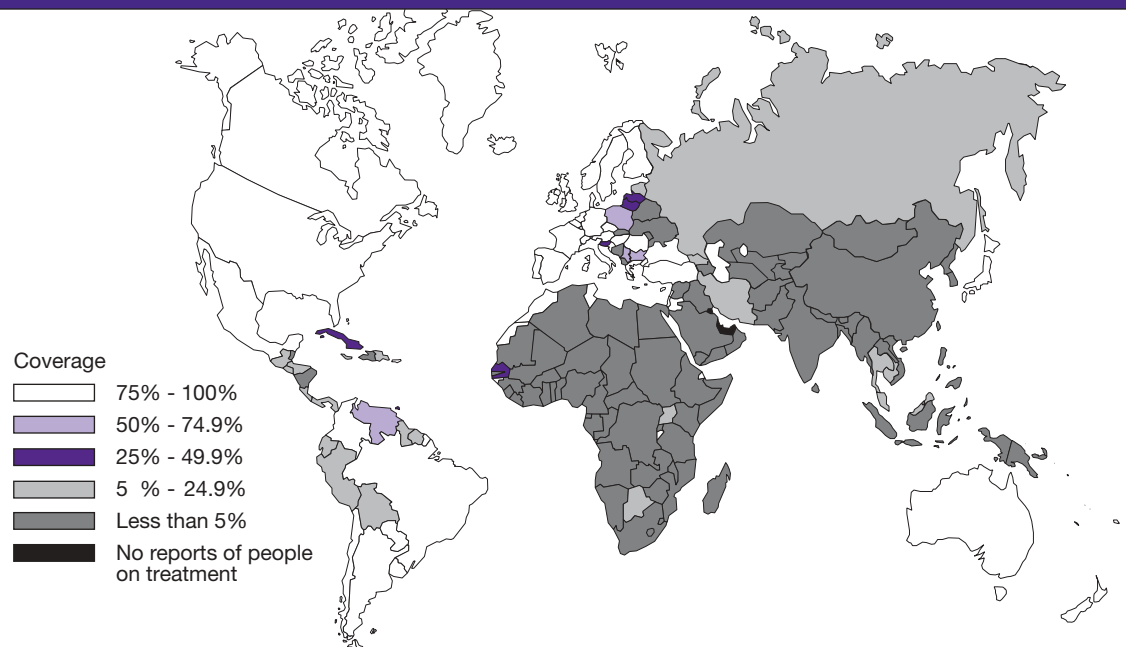 Coverage
75% - 100%
50% - 74.9%
25% - 49.9%
5 % - 24.9%
Less than 5%
No reports of people
on treatment